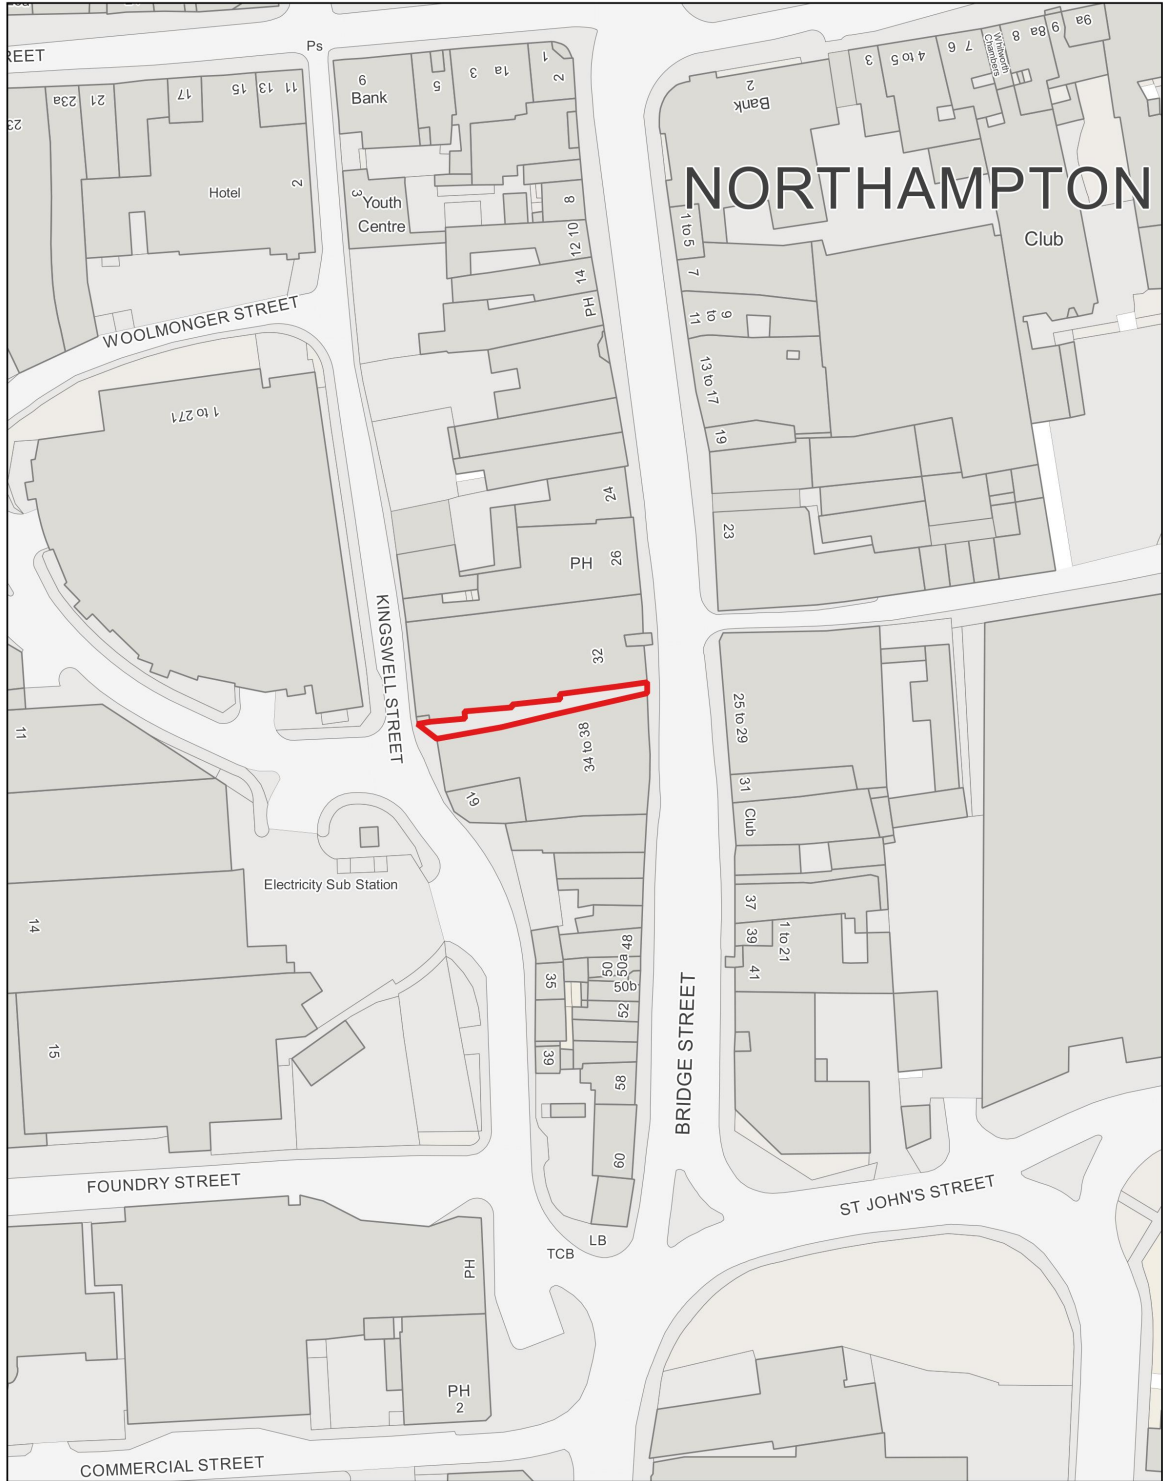 REET
Ps
9
Bank
5
3
1a
1
2
2
Bank
3
4 to 5
6
7
Whitworth
Chambers
8
8a
9
9a
23a
21
17
15
13
11
Hotel
2
3
Youth
Centre
8
10
12
14
PH
NORTHAMPTON
Club
1 to 5
7
9
to
11
13 to 17
19
WOOLMONGER STREET
1 to 271
24
PH
26
23
KINGSWELL STREET
32
34 to 38
19
25 to 29
31
Club
11
Electricity Sub Station
14
15
37
39
41
1 to 21
48
50
50a
50b
52
35
39
58
60
BRIDGE STREET
FOUNDRY STREET
ST JOHN'S STREET
LB
TCB
PH
PH
2
COMMERCIAL STREET